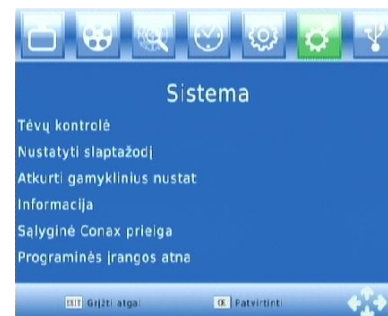 Sistema
Tėvų kontrolė
Nustatyti slaptažodį
Atkurti gamyklinius nustat
Informacija
Sąlyginė Conax prieiga
Programinės įrangos atna
EXIT Grįžti atgal
OK Patvirtinti